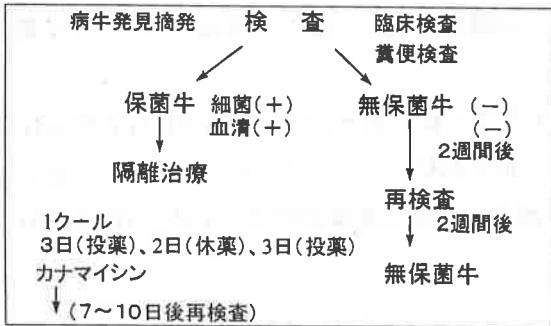 病牛発見摘発 検 査 臨床検査
糞便検査
保菌牛 細菌(+) 無保菌牛 (-)
血清(+) (-)
2週間後
隔離治療
再検査
1クール 2週間後
3日(投薬)、2日(休薬)、3日(投薬)
カナマイシン 無保菌牛
(7~10日後再検査)